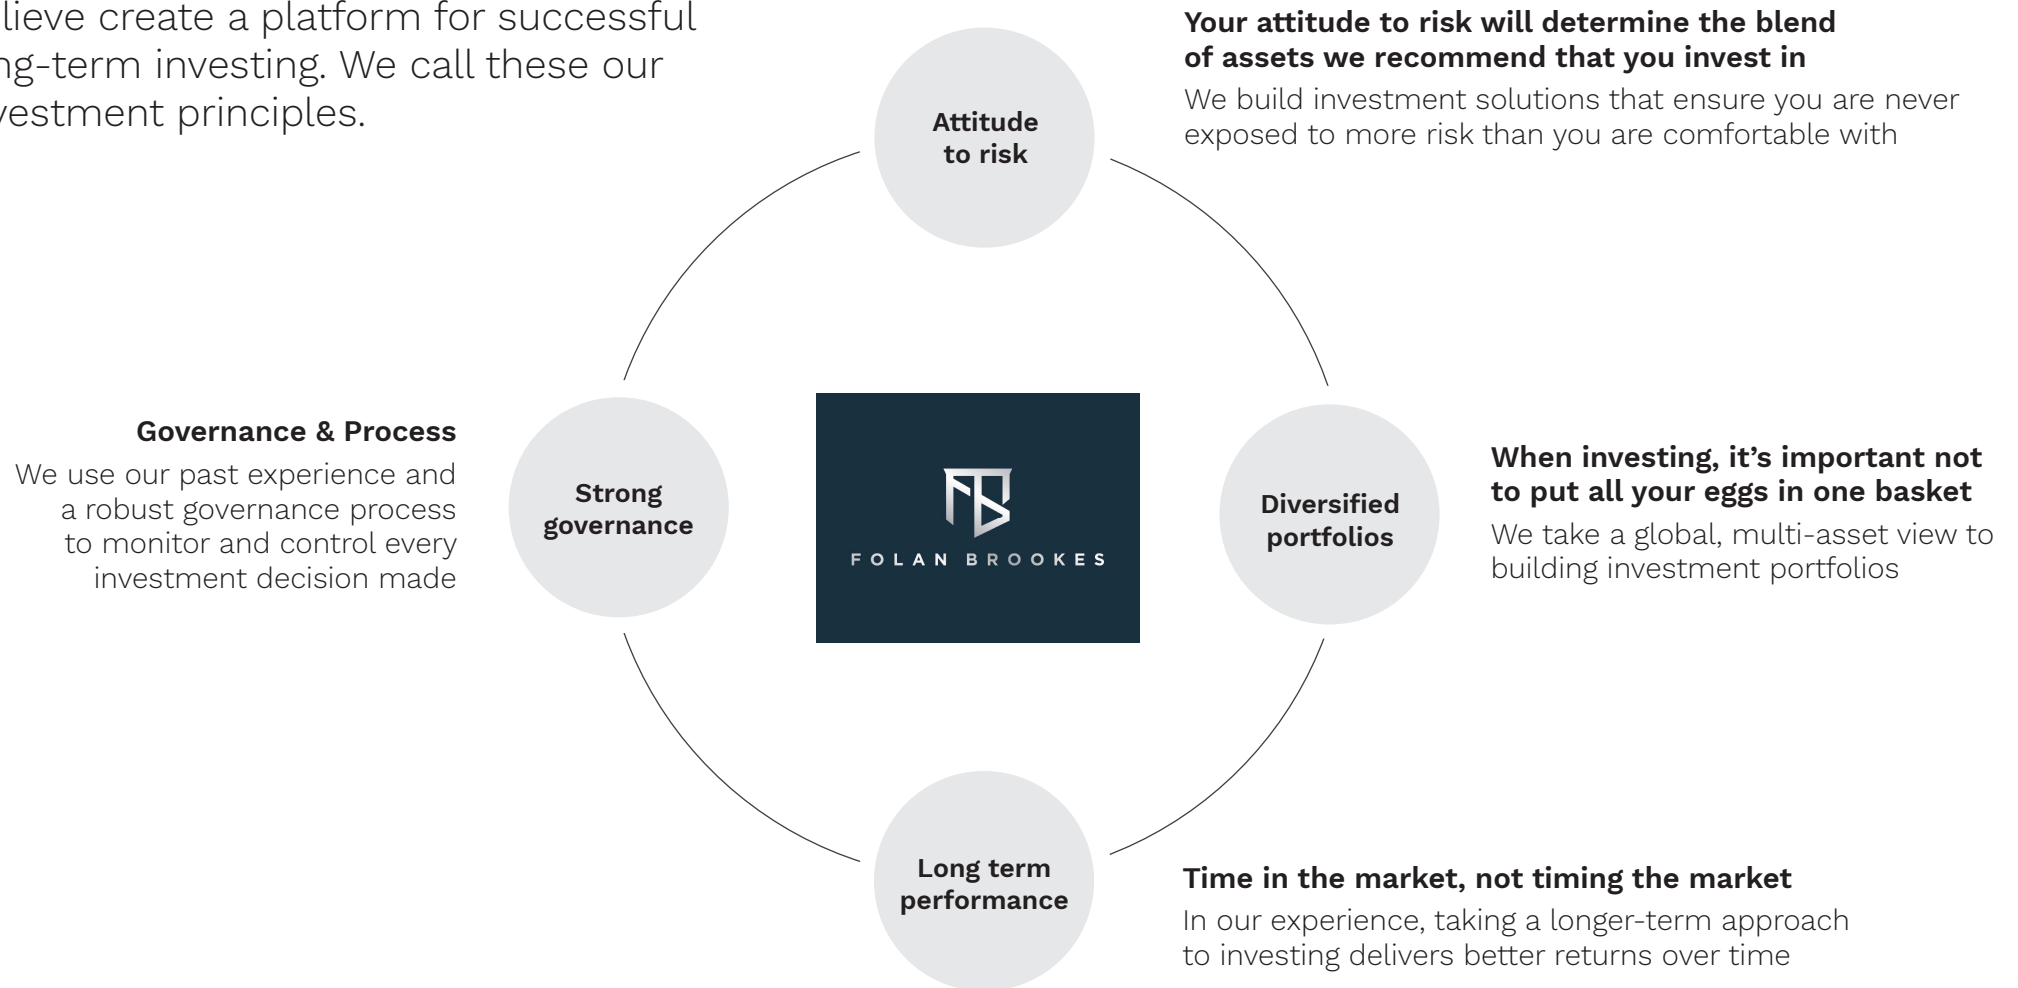 lieve create a platform for successful
ng-term investing. We call these our
vestment principles.
Attitude
to risk
Your attitude to risk will determine the blend
of assets we recommend that you invest in
We build investment solutions that ensure you are never
exposed to more risk than you are comfortable with
Governance & Process
We use our past experience and
a robust governance process
to monitor and control every
investment decision made
Strong
governance
FB
FOLAN BROOKES
Diversified
portfolios
When investing, it’s important not
to put all your eggs in one basket
We take a global, multi-asset view to
building investment portfolios
Long term
performance
Time in the market, not timing the market
In our experience, taking a longer-term approach
to investing delivers better returns over time